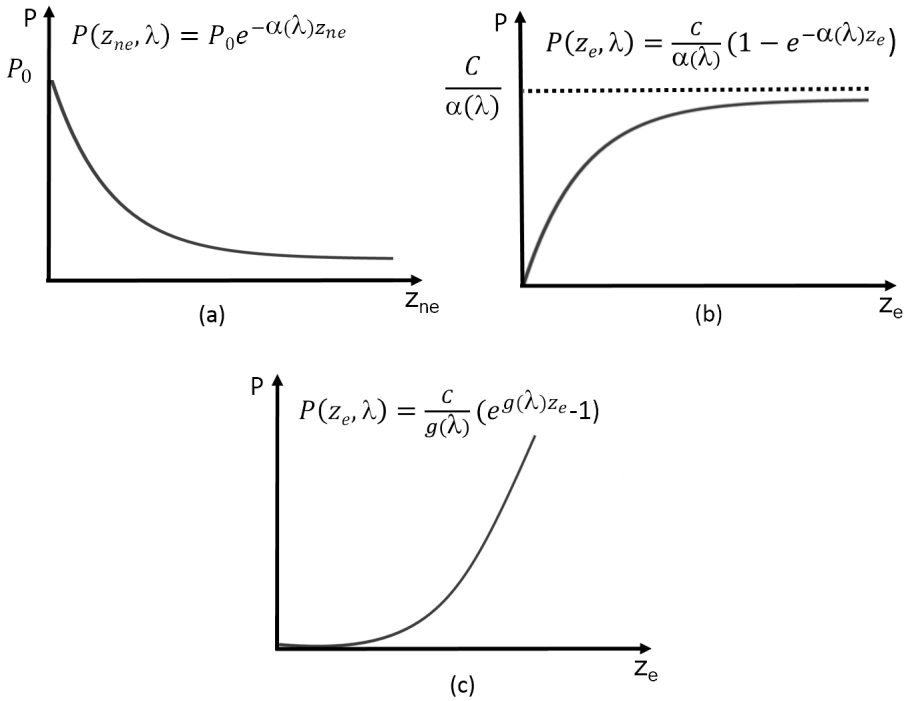 P
P(z_ne, λ) = P_0 e^{-α(λ)z_ne}
P_0
z_ne
(a)
P
P(z_e, λ) = C/α(λ) (1 − e^{-α(λ)z_e})
C/α(λ)
z_e
(b)
P
P(z_e, λ) = C/g(λ) (e^{g(λ)z_e}-1)
z_e
(c)